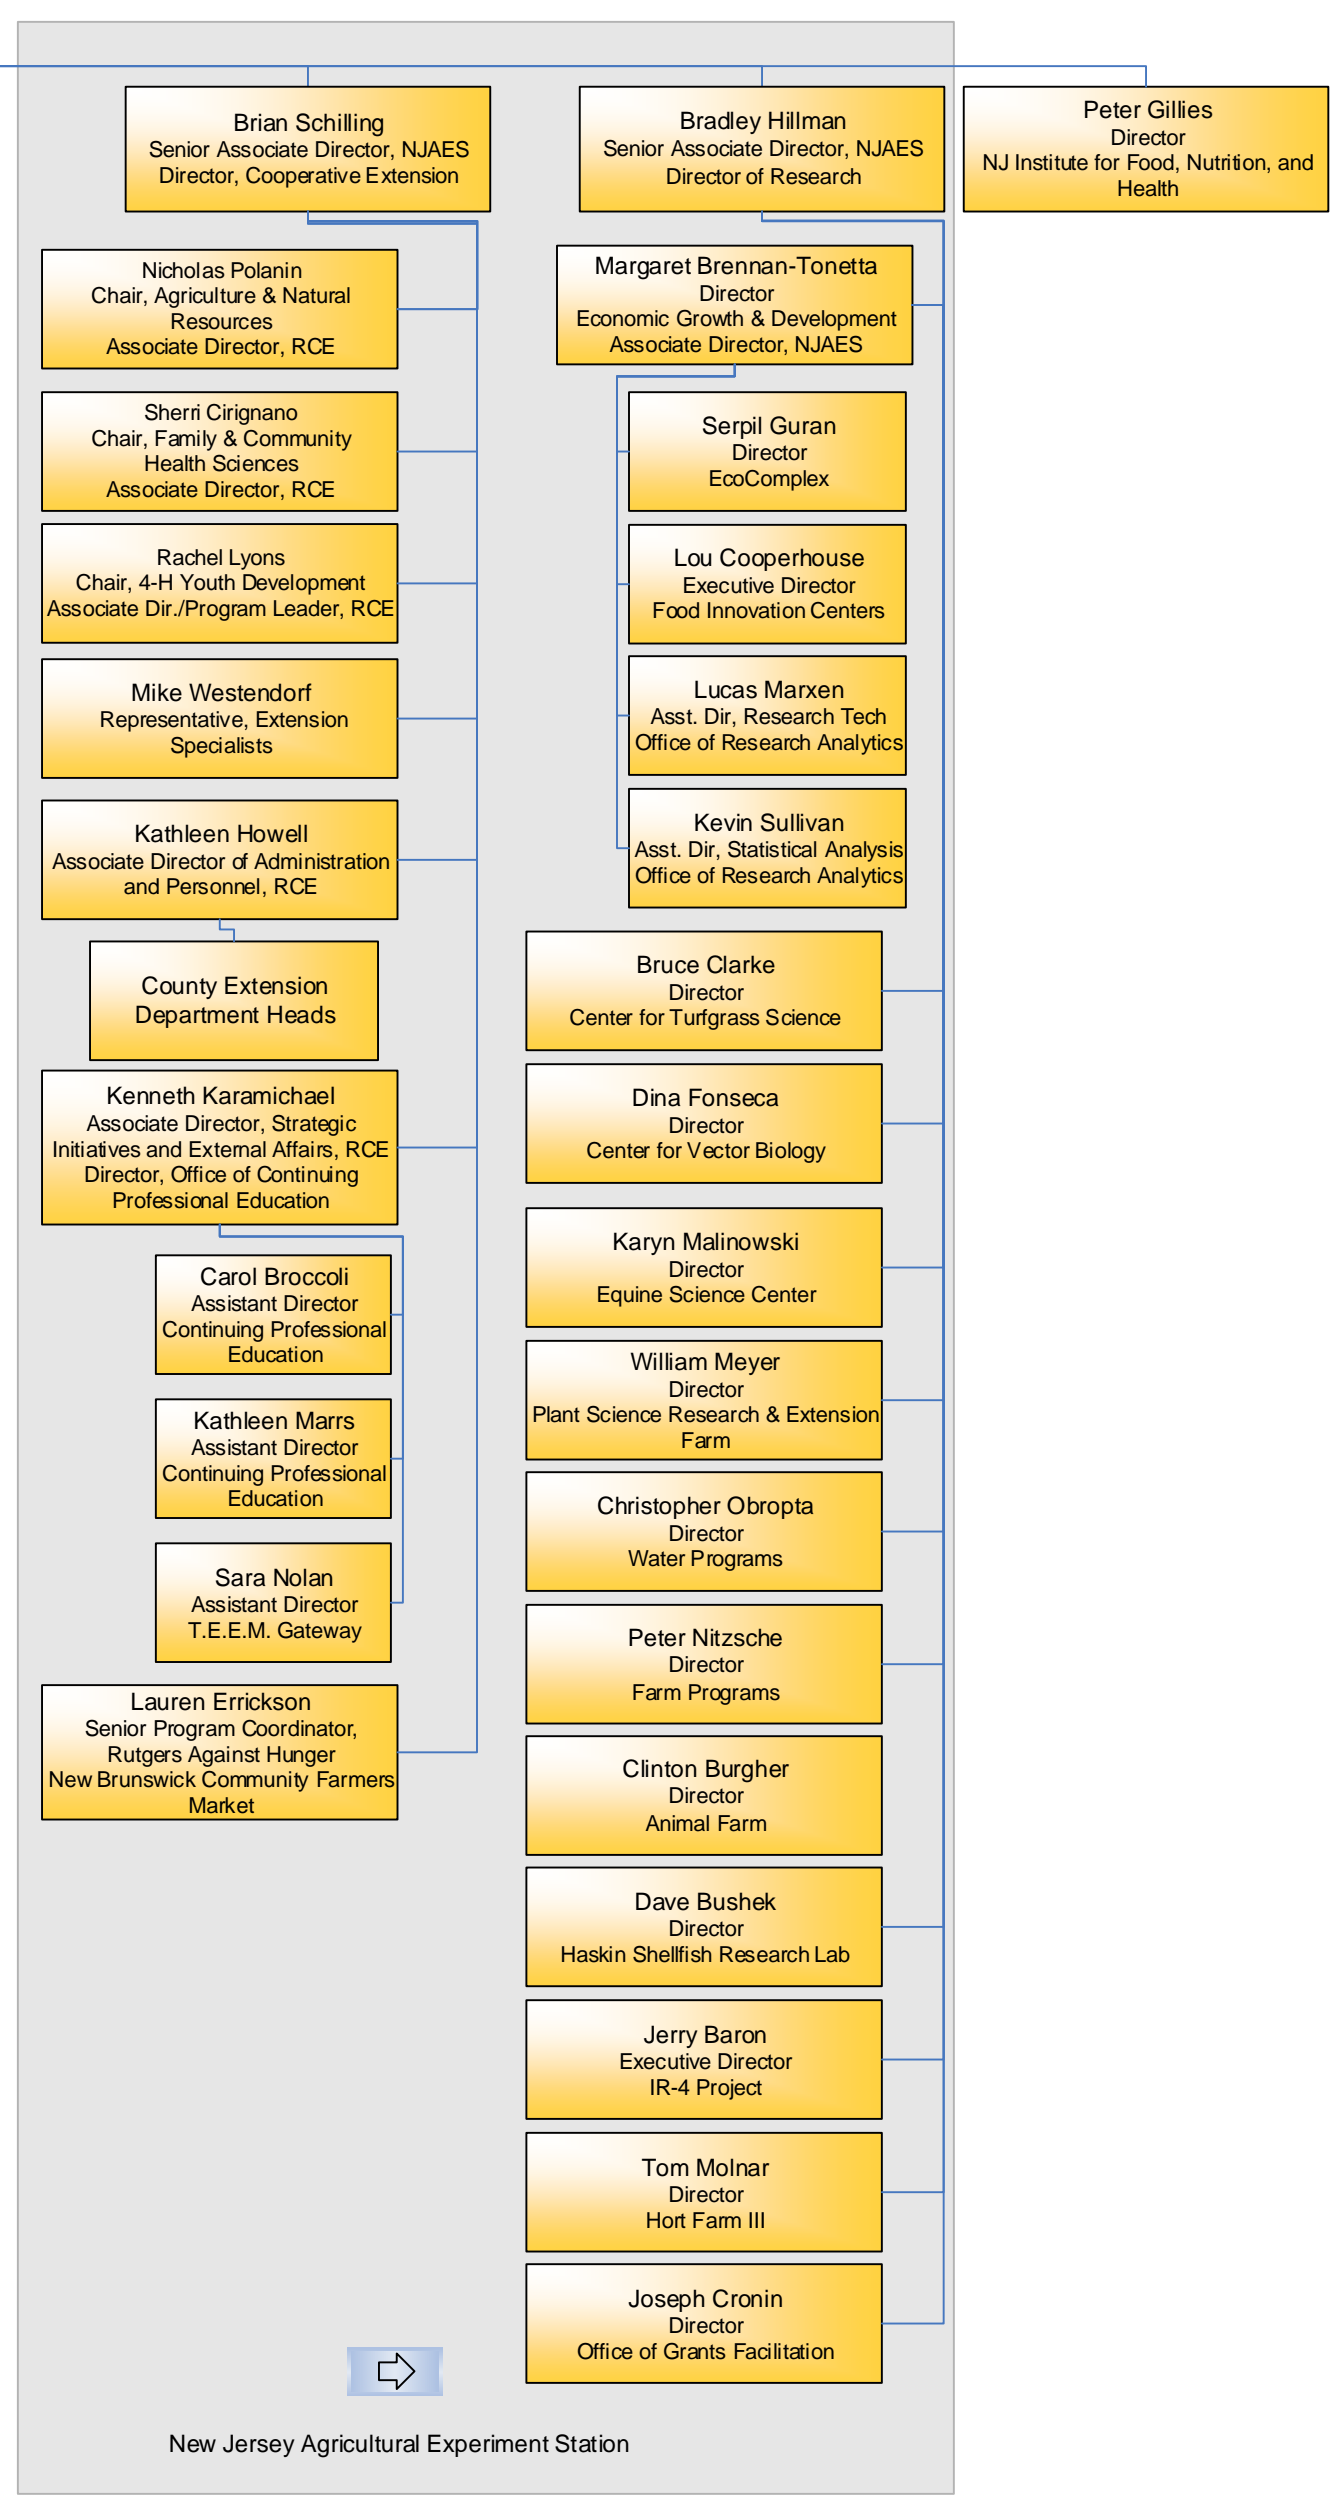 Brian Schilling
Senior Associate Director, NJAES
Director, Cooperative Extension
Nicholas Polanin
Chair, Agriculture & Natural
Resources
Associate Director, RCE
Sherri Cirignano
Chair, Family & Community
Health Sciences
Associate Director, RCE
Rachel Lyons
Chair, 4-H Youth Development
Associate Dir./Program Leader, RCE
Mike Westendorf
Representative, Extension
Specialists
Kathleen Howell
Associate Director of Administration
and Personnel, RCE
County Extension
Department Heads
Kenneth Karamichael
Associate Director, Strategic
Initiatives and External Affairs, RCE
Director, Office of Continuing
Professional Education
Carol Broccoli
Assistant Director
Continuing Professional
Education
Kathleen Marrs
Assistant Director
Continuing Professional
Education
Sara Nolan
Assistant Director
T.E.E.M. Gateway
Lauren Errickson
Senior Program Coordinator,
Rutgers Against Hunger
New Brunswick Community Farmers
Market
Bradley Hillman
Senior Associate Director, NJAES
Director of Research
Margaret Brennan-Tonetta
Director
Economic Growth & Development
Associate Director, NJAES
Serpil Guran
Director
EcoComplex
Lou Cooperhouse
Executive Director
Food Innovation Centers
Lucas Marxen
Asst. Dir, Research Tech
Office of Research Analytics
Kevin Sullivan
Asst. Dir, Statistical Analysis
Office of Research Analytics
Bruce Clarke
Director
Center for Turfgrass Science
Dina Fonseca
Director
Center for Vector Biology
Karyn Malinowski
Director
Equine Science Center
William Meyer
Director
Plant Science Research & Extension
Farm
Christopher Obropta
Director
Water Programs
Peter Nitzsche
Director
Farm Programs
Clinton Burgher
Director
Animal Farm
Dave Bushek
Director
Haskin Shellfish Research Lab
Jerry Baron
Executive Director
IR-4 Project
Tom Molnar
Director
Hort Farm III
Joseph Cronin
Director
Office of Grants Facilitation
Peter Gillies
Director
NJ Institute for Food, Nutrition, and
Health
New Jersey Agricultural Experiment Station